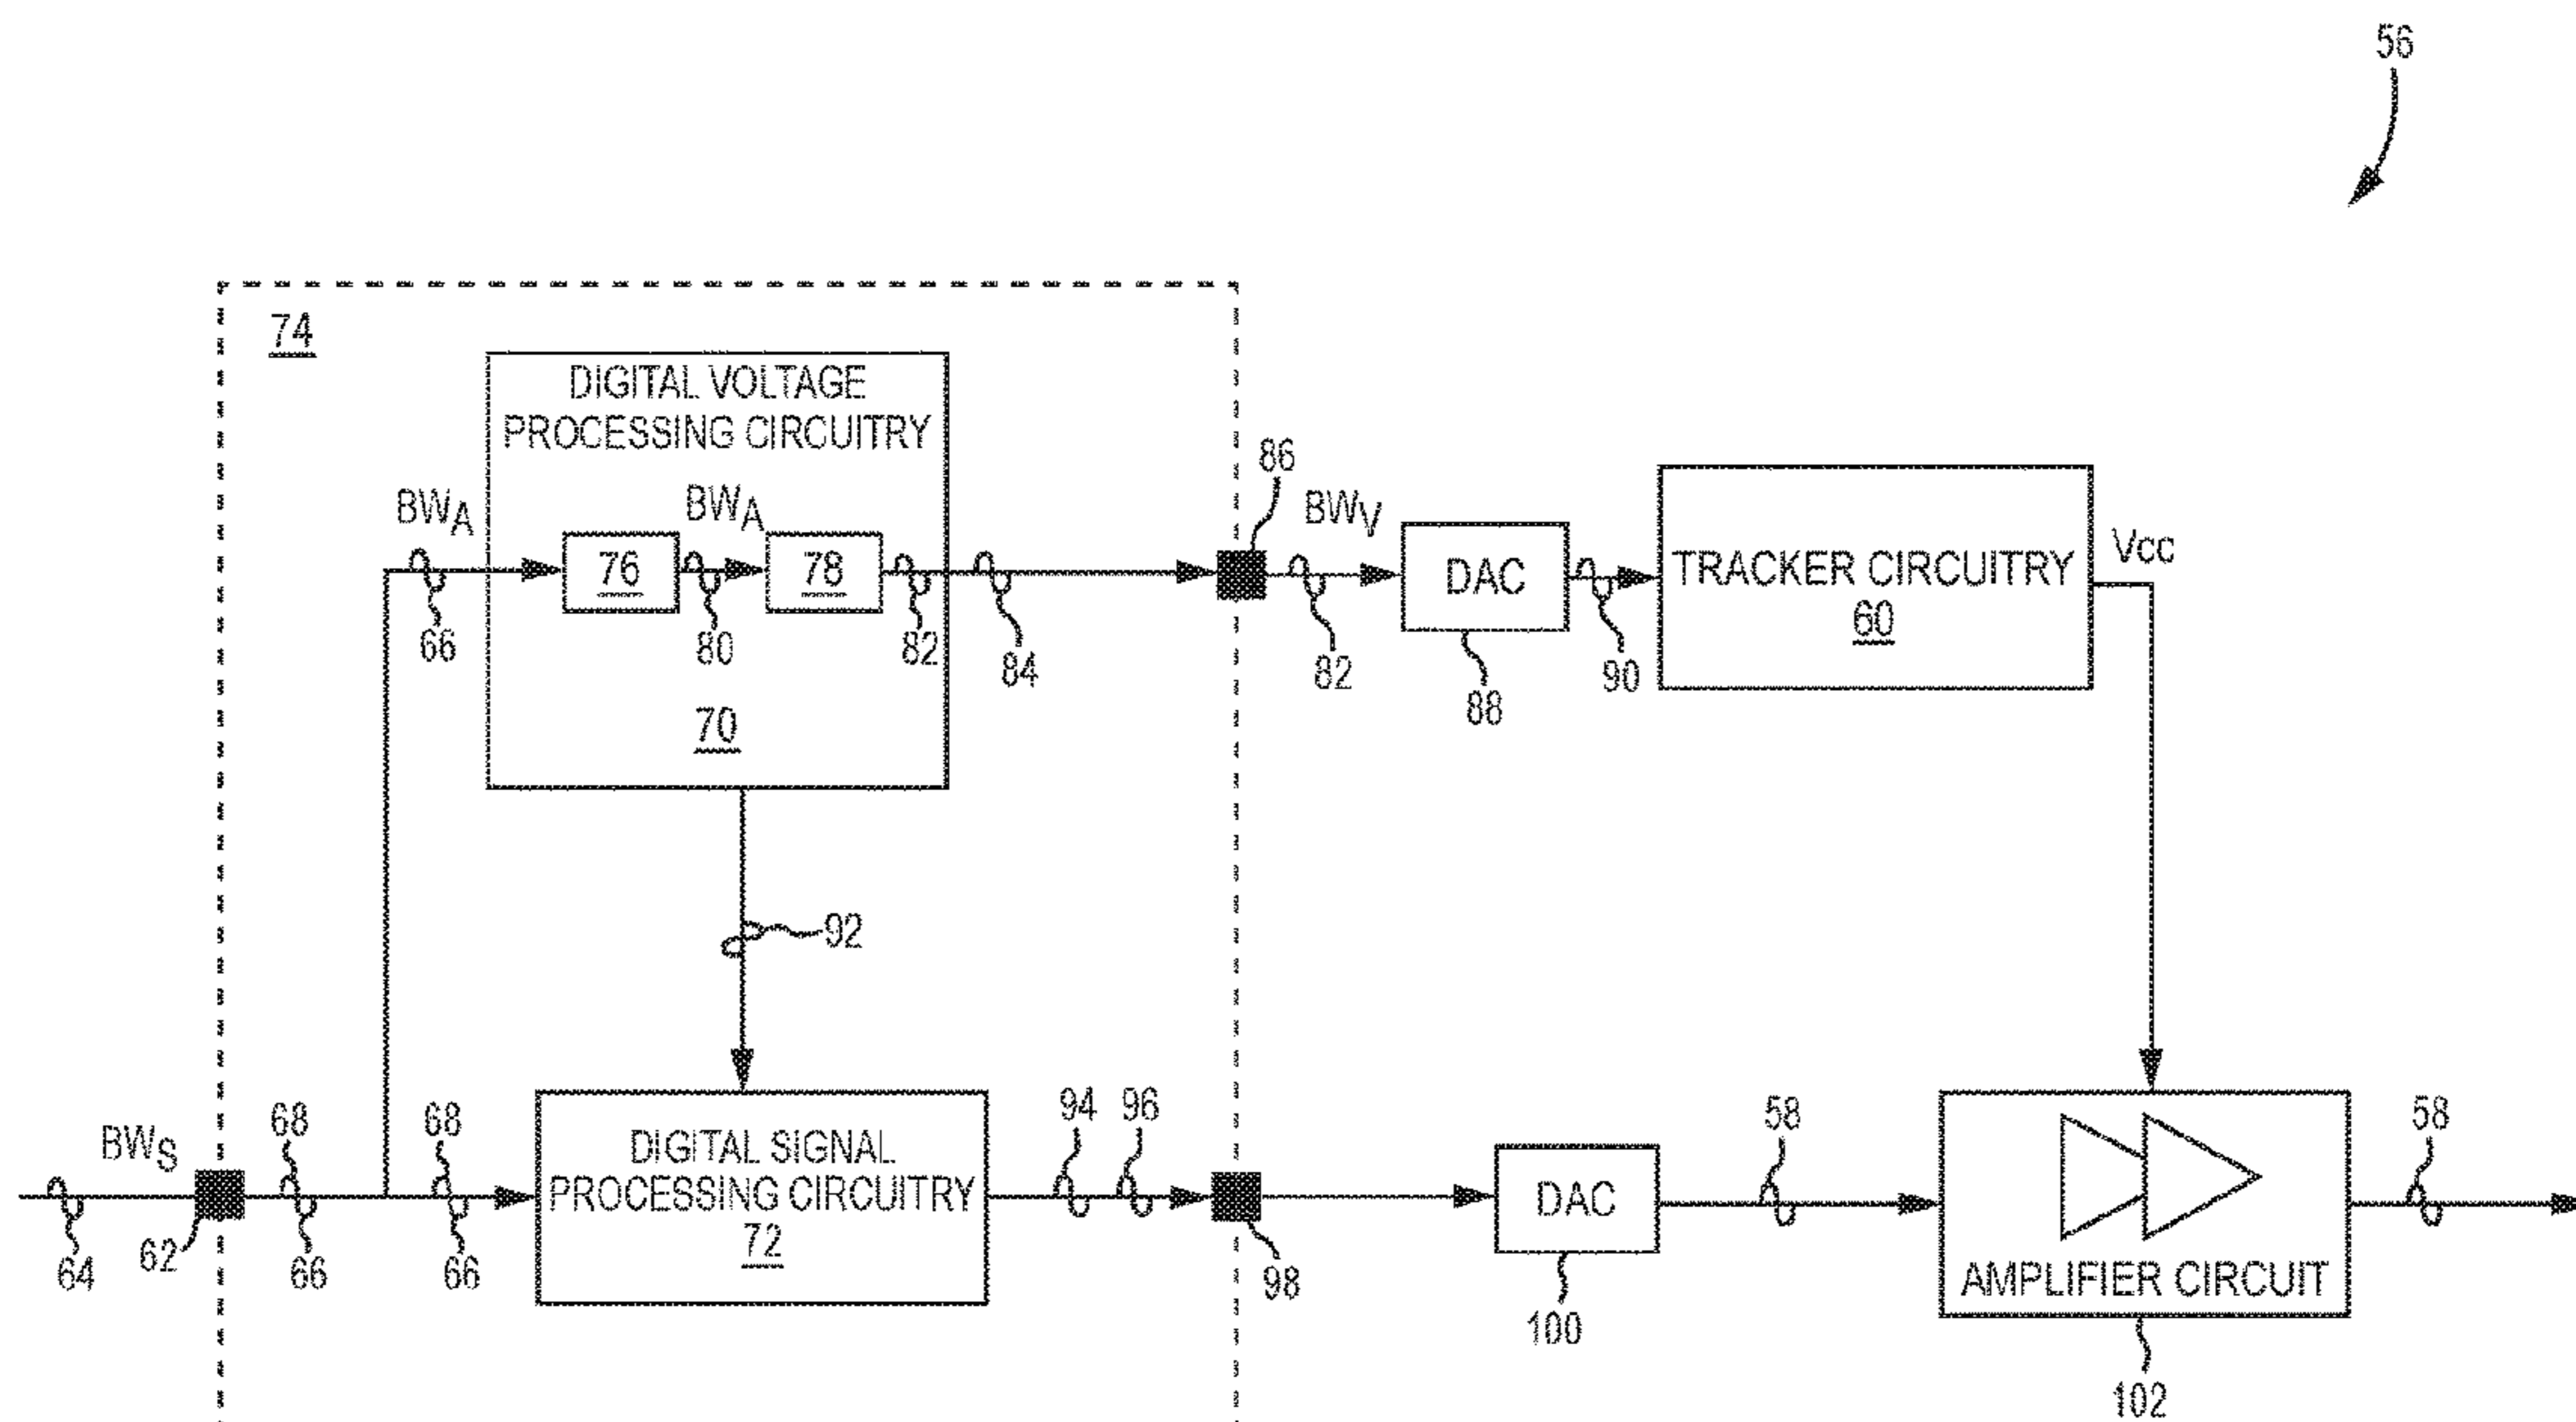 56
74
DIGITAL VOLTAGE
PROCESSING CIRCUITRY
BWA
BWA
76
78
66
80
82
84
70
86
BWV
82
DAC
88
90
TRACKER CIRCUITRY
60
Vcc
92
BWS
64
62
68
66
68
66
DIGITAL SIGNAL
PROCESSING CIRCUITRY
72
94
96
98
DAC
100
58
AMPLIFIER CIRCUIT
102
58